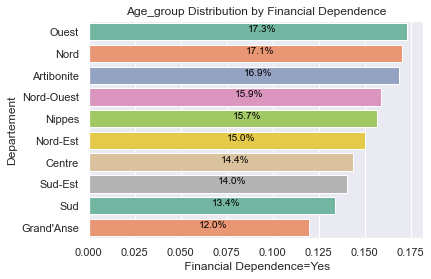 Age_group Distribution by Financial Dependence
Departement
Ouest 17.3%
Nord 17.1%
Artibonite 16.9%
Nord-Ouest 15.9%
Nippes 15.7%
Nord-Est 15.0%
Centre 14.4%
Sud-Est 14.0%
Sud 13.4%
Grand'Anse 12.0%
0.000 0.025 0.050 0.075 0.100 0.125 0.150 0.175
Financial Dependence=Yes